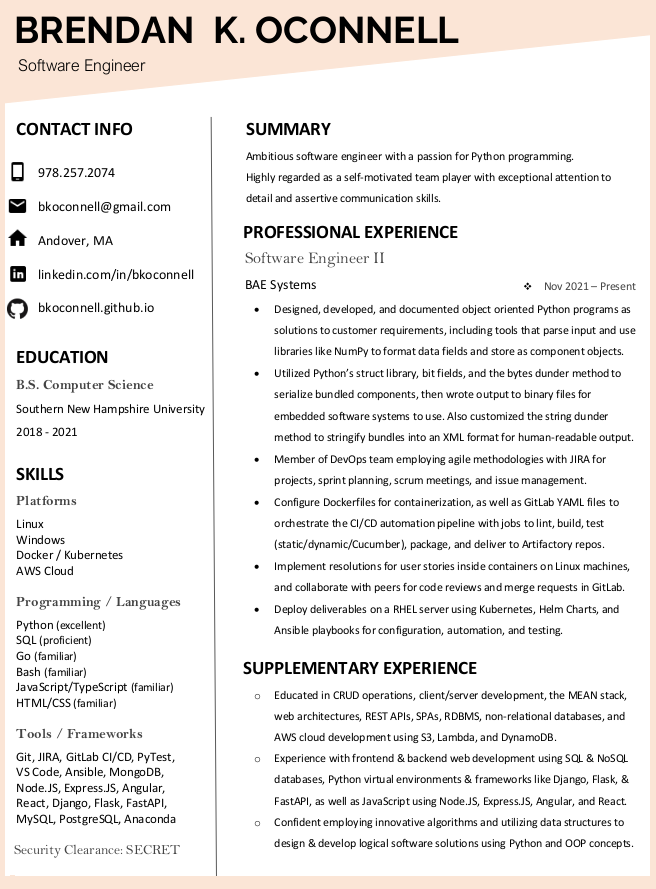 BRENDAN K. OCONNELL
Software Engineer
CONTACT INFO
978.257.2074
bkoconnell@gmail.com
Andover, MA
linkedin.com/in/bkoconnell
bkoconnell.github.io
EDUCATION
B.S. Computer Science
Southern New Hampshire University
2018 - 2021
SKILLS
Platforms
Linux
Windows
Docker / Kubernetes
AWS Cloud
Programming / Languages
Python (excellent)
SQL (proficient)
Go (familiar)
Bash (familiar)
JavaScript/TypeScript (familiar)
HTML/CSS (familiar)
Tools / Frameworks
Git, JIRA, GitLab CI/CD, PyTest,
VS Code, Ansible, MongoDB,
Node.JS, Express.JS, Angular,
React, Django, Flask, FastAPI,
MySQL, PostgreSQL, Anaconda
Security Clearance: SECRET
SUMMARY
Ambitious software engineer with a passion for Python programming.
Highly regarded as a self-motivated team player with exceptional attention to
detail and assertive communication skills.
PROFESSIONAL EXPERIENCE
Software Engineer II
BAE Systems ❖ Nov 2021 – Present
• Designed, developed, and documented object oriented Python programs as
solutions to customer requirements, including tools that parse input and use
libraries like NumPy to format data fields and store as component objects.
• Utilized Python's struct library, bit fields, and the bytes dunder method to
serialize bundled components, then wrote output to binary files for
embedded software systems to use. Also customized the string dunder
method to stringify bundles into an XML format for human-readable output.
• Member of DevOps team employing agile methodologies with JIRA for
projects, sprint planning, scrum meetings, and issue management.
• Configure Dockerfiles for containerization, as well as GitLab YAML files to
orchestrate the CI/CD automation pipeline with jobs to lint, build, test
(static/dynamic/Cucumber), package, and deliver to Artifactory repos.
• Implement resolutions for user stories inside containers on Linux machines,
and collaborate with peers for code reviews and merge requests in GitLab.
• Deploy deliverables on a RHEL server using Kubernetes, Helm Charts, and
Ansible playbooks for configuration, automation, and testing.
SUPPLEMENTARY EXPERIENCE
o Educated in CRUD operations, client/server development, the MEAN stack,
web architectures, REST APIs, SPAs, RDBMS, non-relational databases, and
AWS cloud development using S3, Lambda, and DynamoDB.
o Experience with frontend & backend web development using SQL & NoSQL
databases, Python virtual environments & frameworks like Django, Flask, &
FastAPI, as well as JavaScript using Node.JS, Express.JS, Angular, and React.
o Confident employing innovative algorithms and utilizing data structures to
design & develop logical software solutions using Python and OOP concepts.